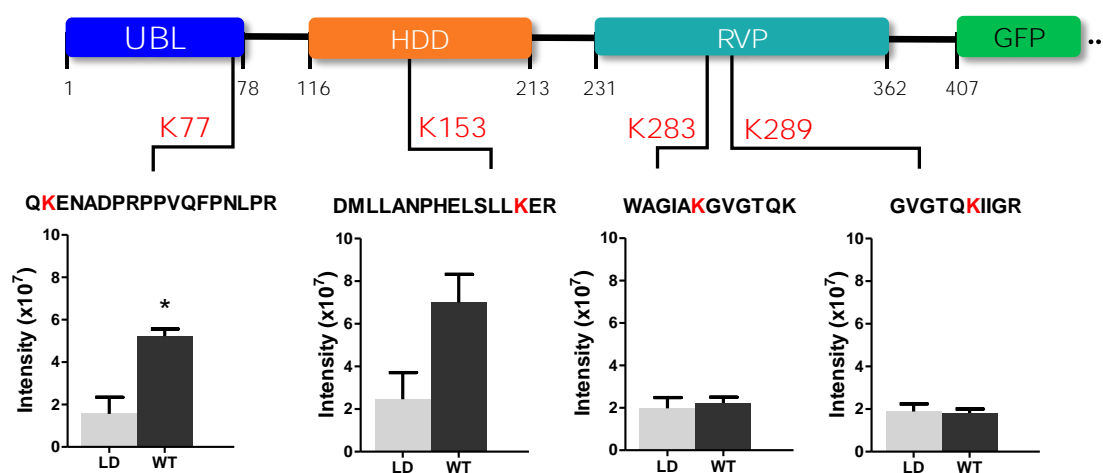 UBL HDD RVP GFP ..
1 78 116 213 231 362 407
K77 K153 K283 K289
QKENADPRPPVQFPNLPR DMLLANPHELSLLKER WAGIAKGVGTQK GVGTQKIIGR
Intensity (x10⁷)
10
8
6
4
2
0
*
LD WT
Intensity (x10⁷)
10
8
6
4
2
0
LD WT
Intensity (x10⁷)
10
8
6
4
2
0
LD WT
Intensity (x10⁷)
10
8
6
4
2
0
LD WT